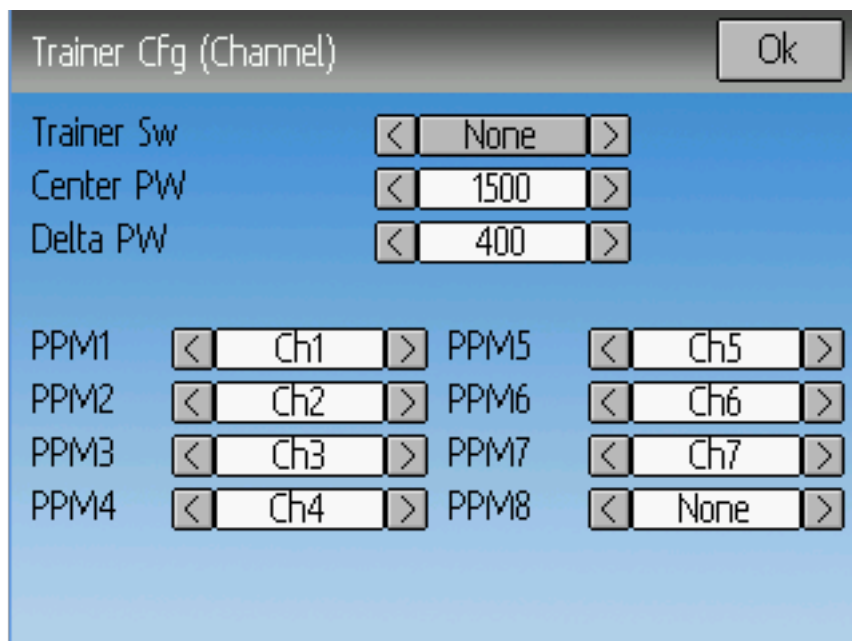 Trainer Cfg (Channel) Ok
Trainer Sw < None >
Center PW < 1500 >
Delta PW < 400 >
PPM1 < Ch1 > PPM5 < Ch5 >
PPM2 < Ch2 > PPM6 < Ch6 >
PPM3 < Ch3 > PPM7 < Ch7 >
PPM4 < Ch4 > PPM8 < None >